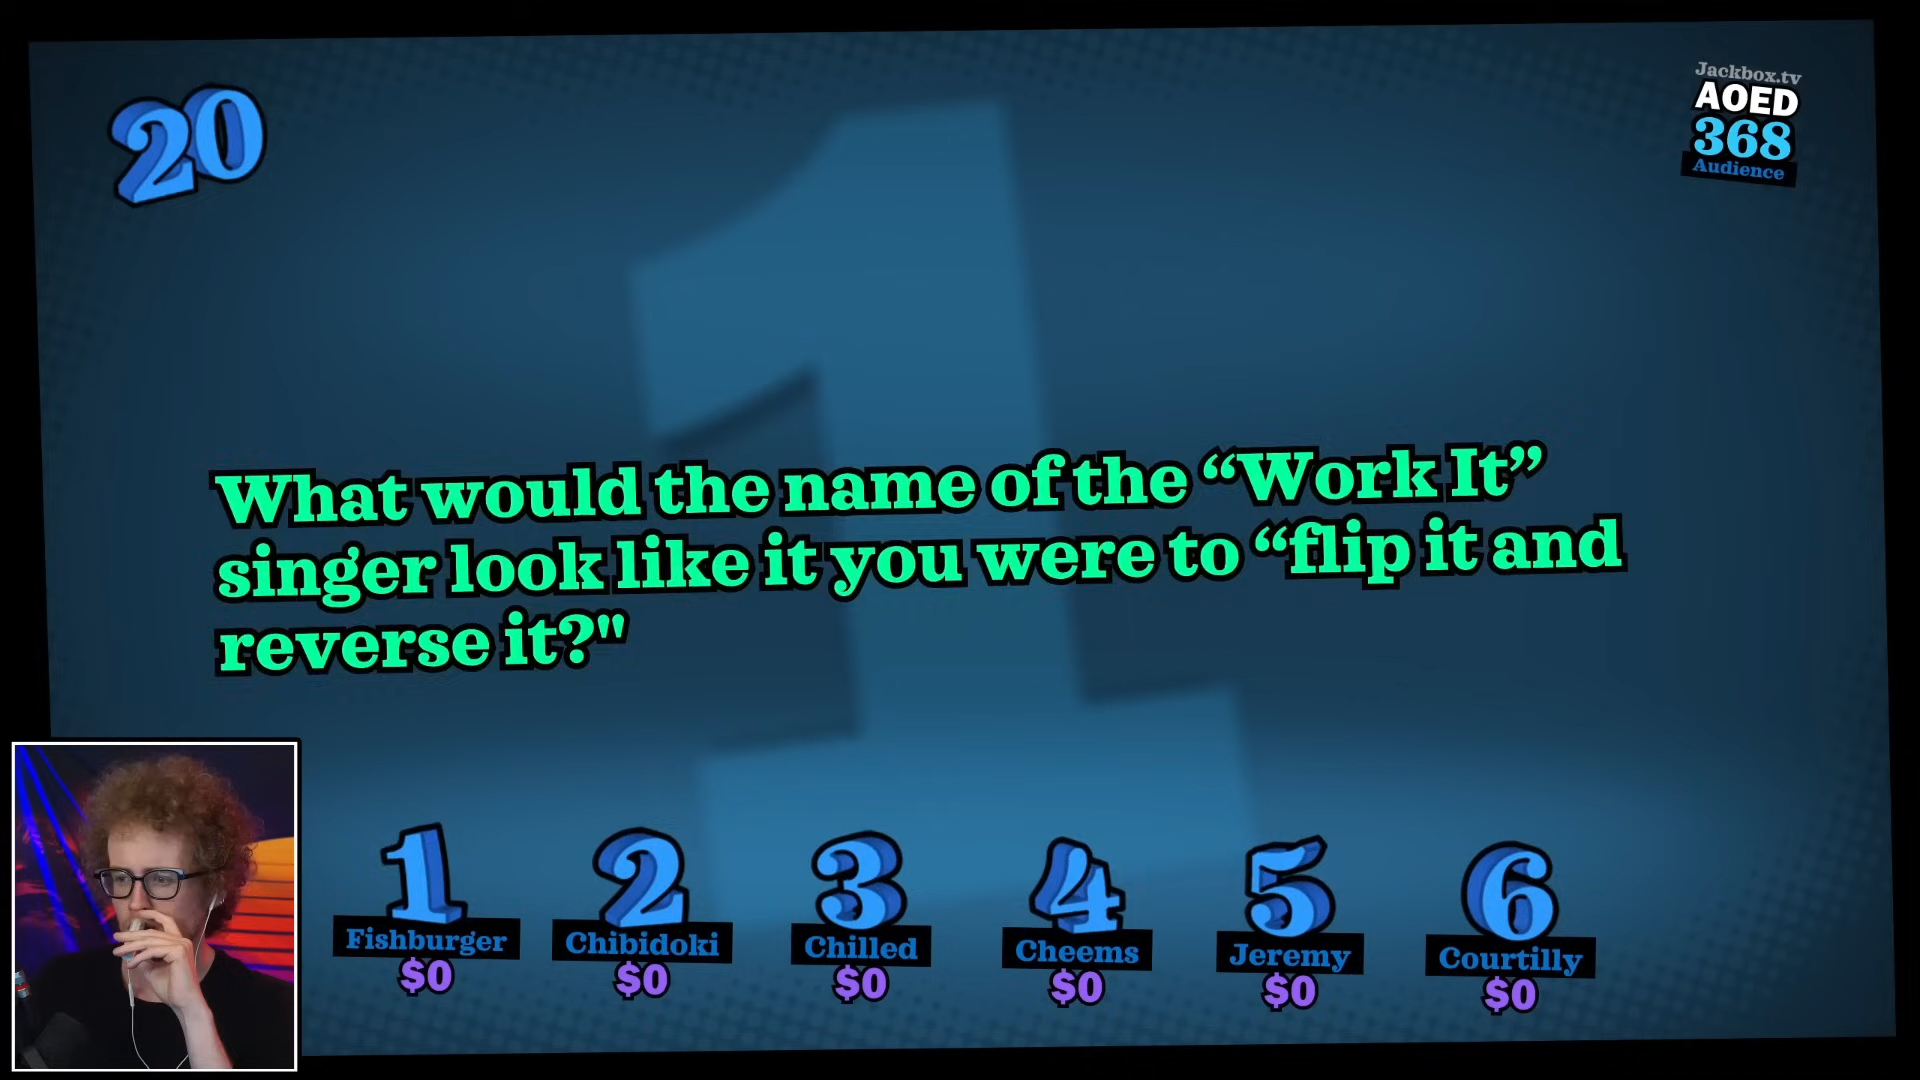 20
Jackbox.tv
AOED
368
Audience
What would the name of the “Work It”
singer look like it you were to “flip it and
reverse it?"
1
2
3
4
5
6
Fishburger
Chibidoki
Chilled
Cheems
Jeremy
Courtilly
$0
$0
$0
$0
$0
$0
1